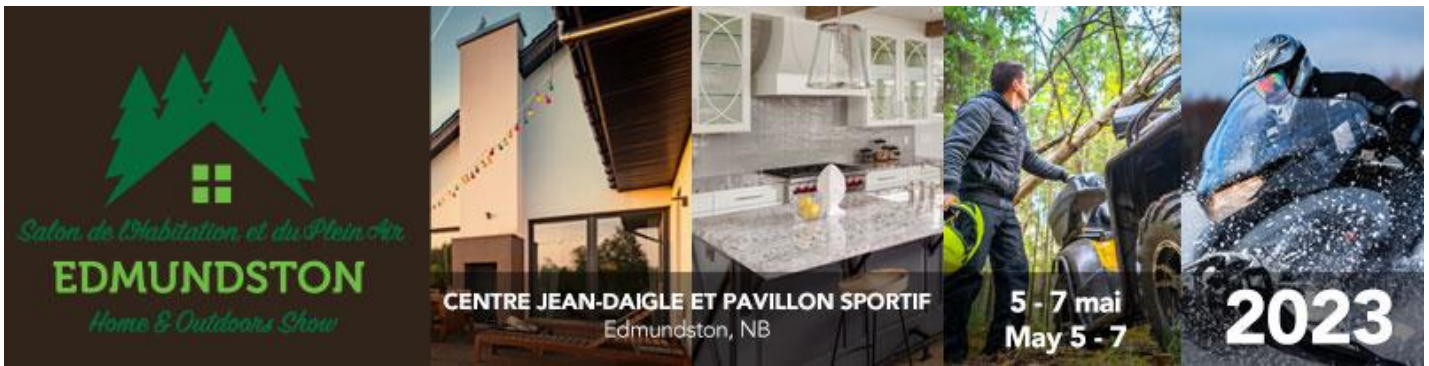 Salon de l'Habitation et du Plein Air
EDMUNDSTON
Home & Outdoors Show
CENTRE JEAN-DAIGLE ET PAVILLON SPORTIF
Edmundston, NB
5 - 7 mai
May 5 - 7
2023